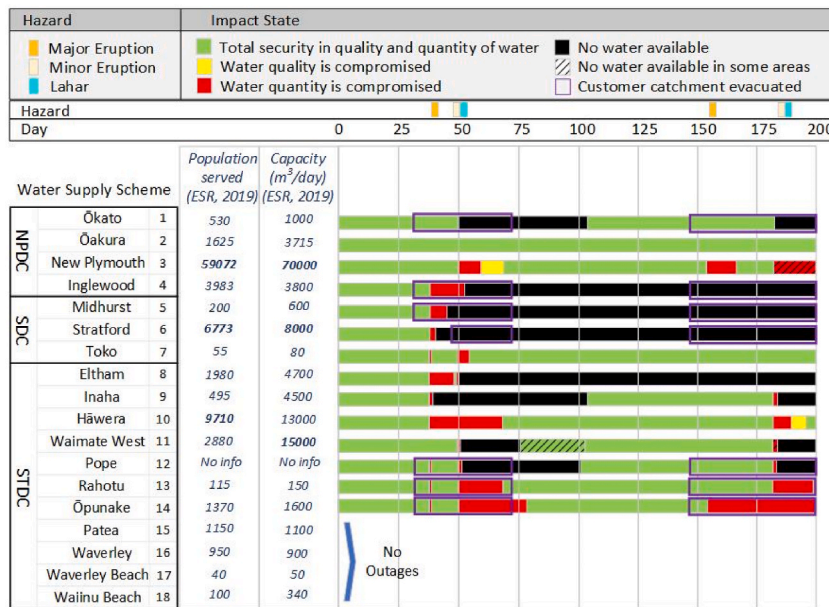 Hazard Impact State
Major Eruption Total security in quality and quantity of water No water available
Minor Eruption Water quality is compromised No water available in some areas
Lahar Water quantity is compromised Customer catchment evacuated
Hazard
Day 0 25 50 75 100 125 150 175 200
Water Supply Scheme Population served (ESR, 2019) Capacity (m³/day) (ESR, 2019)
NPDC
Ōkato 1 530 1000
Ōakura 2 1625 3715
New Plymouth 3 59072 70000
Inglewood 4 3983 3800
SDC
Midhurst 5 200 600
Stratford 6 6773 8000
Toko 7 55 80
STDC
Eltham 8 1980 4700
Inaha 9 495 4500
Hāwera 10 9710 13000
Waimate West 11 2880 15000
Pope 12 No info No info
Rahotu 13 115 150
Ōpunake 14 1370 1600
Patea 15 1150 1100
Waverley 16 950 900
Waverley Beach 17 40 50
Waiinu Beach 18 100 340
No
Outages